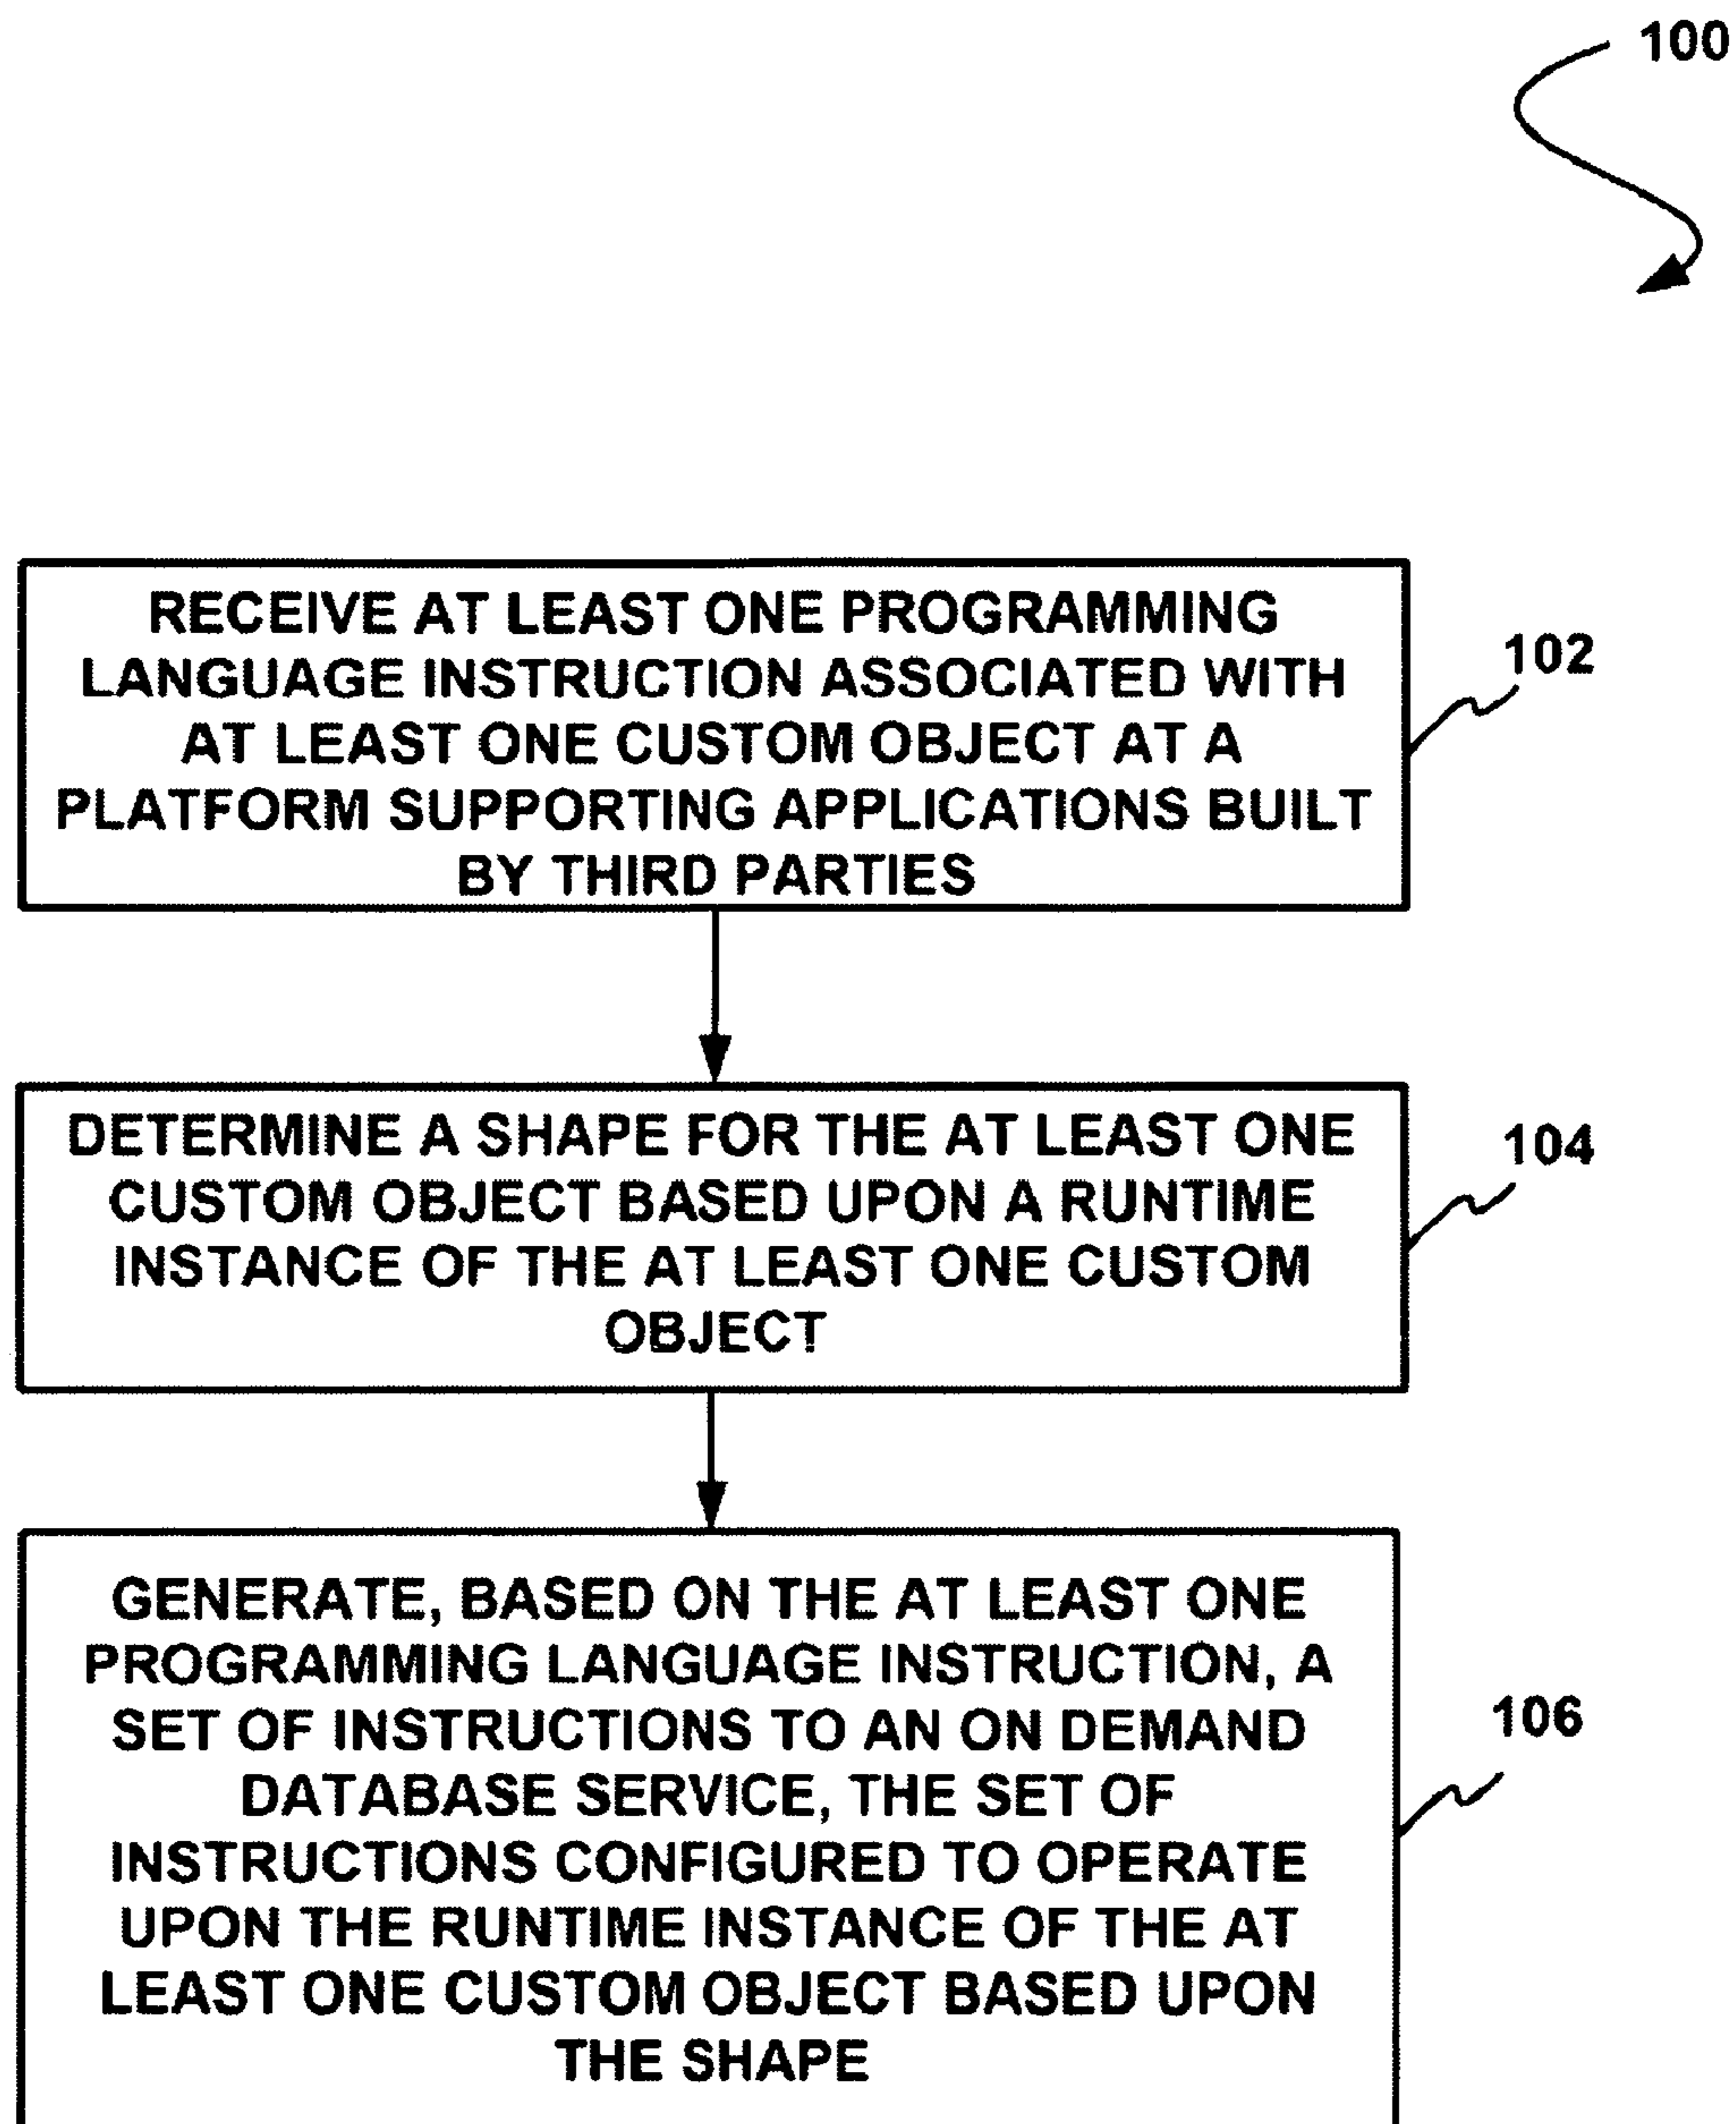 100
RECEIVE AT LEAST ONE PROGRAMMING
LANGUAGE INSTRUCTION ASSOCIATED WITH
AT LEAST ONE CUSTOM OBJECT AT A
PLATFORM SUPPORTING APPLICATIONS BUILT
BY THIRD PARTIES
102
DETERMINE A SHAPE FOR THE AT LEAST ONE
CUSTOM OBJECT BASED UPON A RUNTIME
INSTANCE OF THE AT LEAST ONE CUSTOM
OBJECT
104
GENERATE, BASED ON THE AT LEAST ONE
PROGRAMMING LANGUAGE INSTRUCTION, A
SET OF INSTRUCTIONS TO AN ON DEMAND
DATABASE SERVICE, THE SET OF
INSTRUCTIONS CONFIGURED TO OPERATE
UPON THE RUNTIME INSTANCE OF THE AT
LEAST ONE CUSTOM OBJECT BASED UPON
THE SHAPE
106